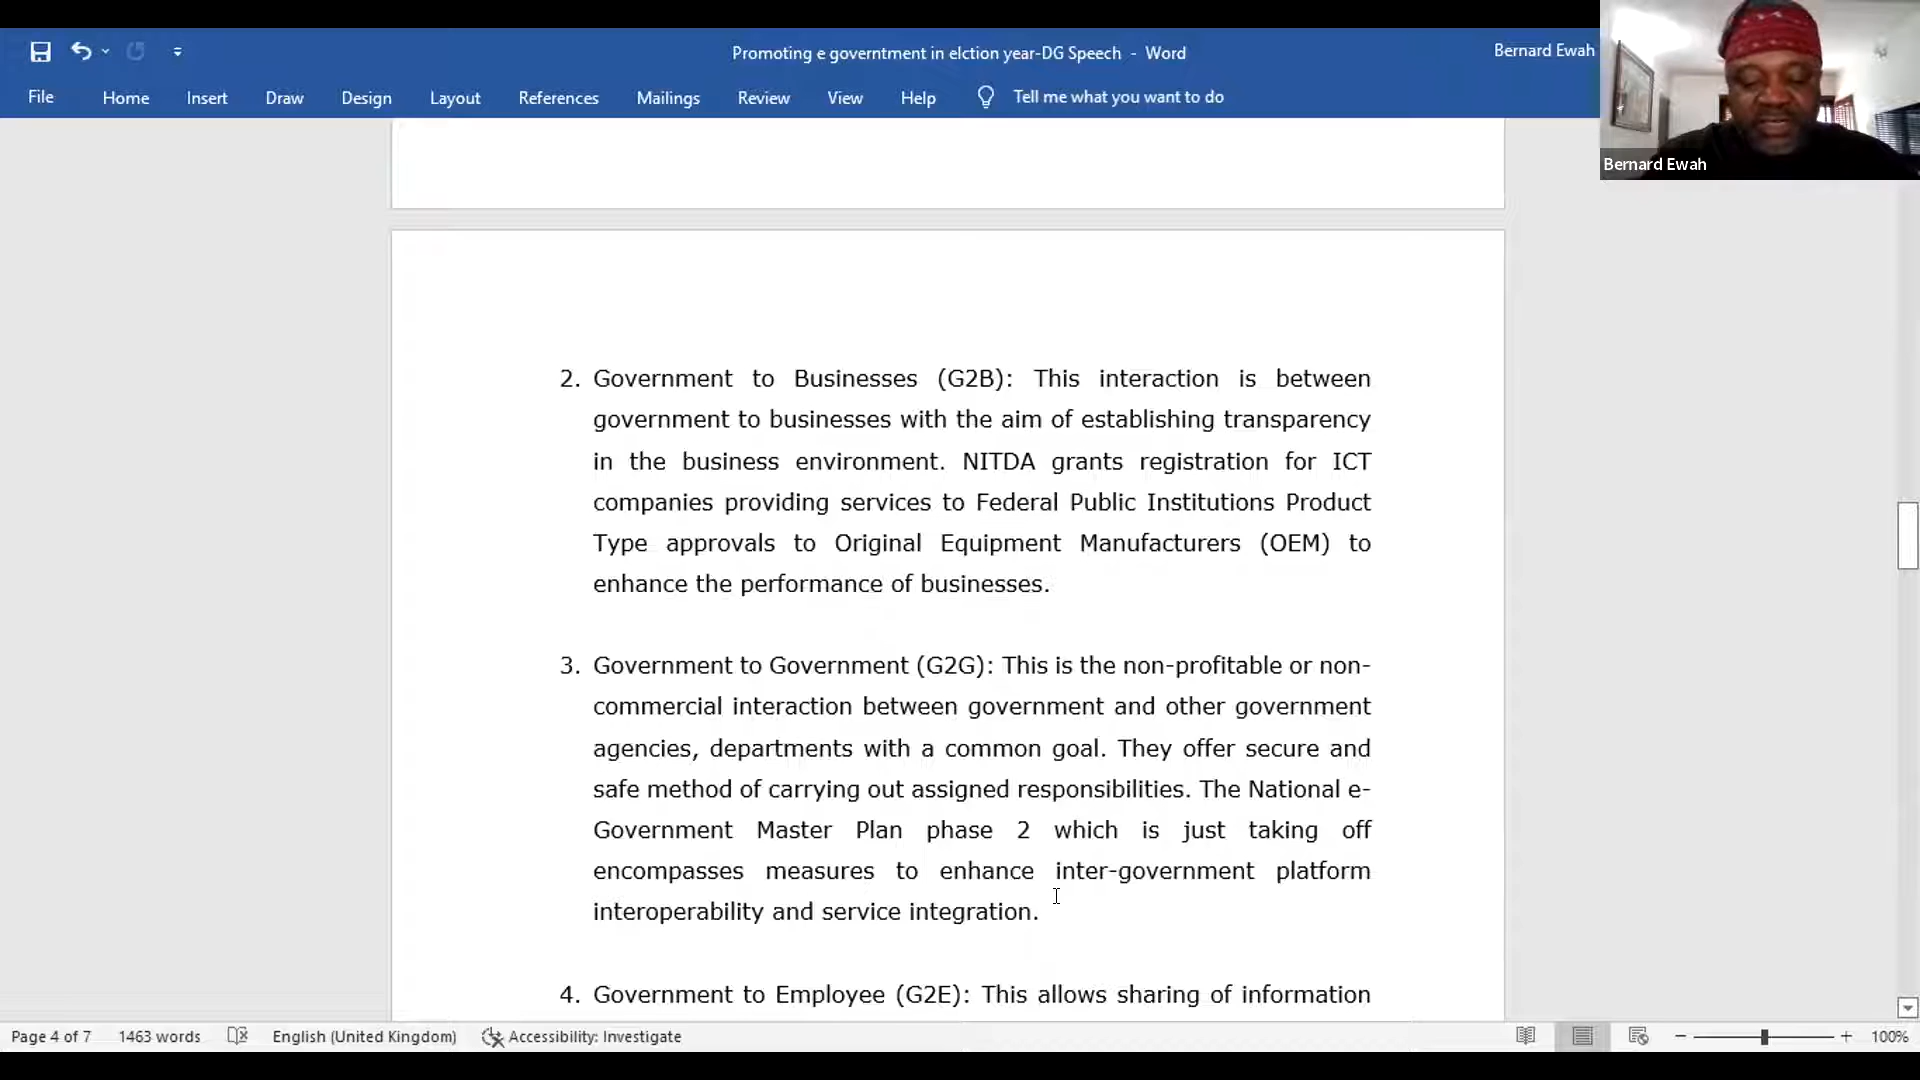 Promoting e governtment in elction year-DG Speech - Word
Bernard Ewah
File Home Insert Draw Design Layout References Mailings Review View Help Tell me what you want to do
Bernard Ewah
2. Government to Businesses (G2B): This interaction is between
government to businesses with the aim of establishing transparency
in the business environment. NITDA grants registration for ICT
companies providing services to Federal Public Institutions Product
Type approvals to Original Equipment Manufacturers (OEM) to
enhance the performance of businesses.
3. Government to Government (G2G): This is the non-profitable or non-
commercial interaction between government and other government
agencies, departments with a common goal. They offer secure and
safe method of carrying out assigned responsibilities. The National e-
Government Master Plan phase 2 which is just taking off
encompasses measures to enhance inter-government platform
interoperability and service integration.
4. Government to Employee (G2E): This allows sharing of information
Page 4 of 7 1463 words English (United Kingdom) Accessibility: Investigate 100%